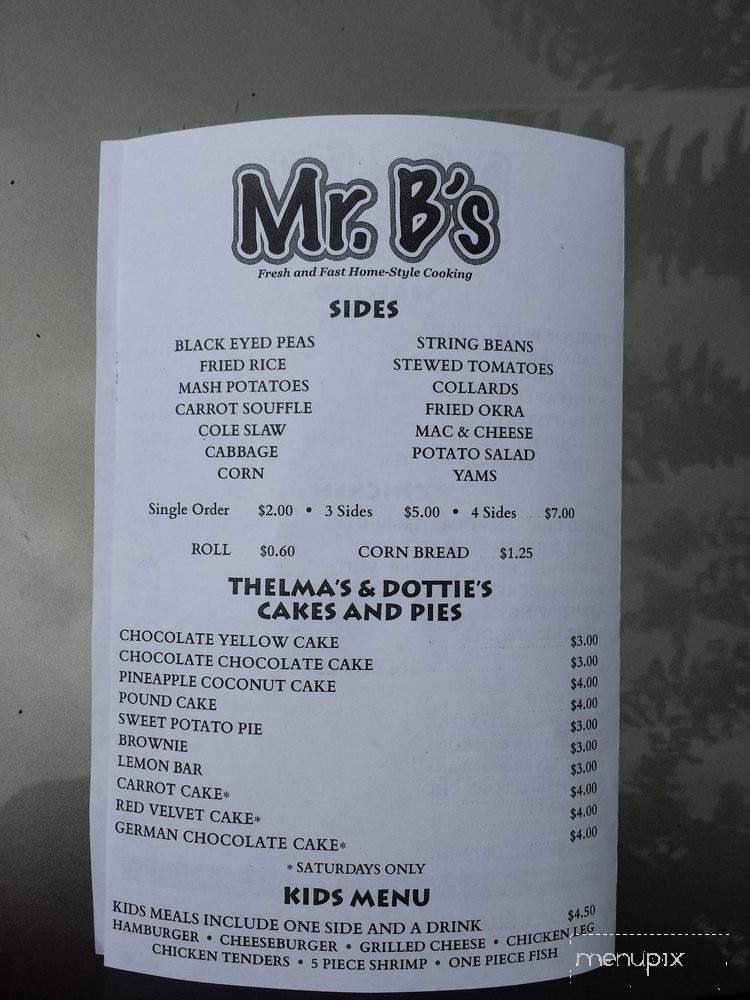 Mr. B's
Fresh and Fast Home-Style Cooking
SIDES
BLACK EYED PEAS STRING BEANS
FRIED RICE STEWED TOMATOES
MASH POTATOES COLLARDS
CARROT SOUFFLE FRIED OKRA
COLE SLAW MAC & CHEESE
CABBAGE POTATO SALAD
CORN YAMS
Single Order $2.00 • 3 Sides $5.00 • 4 Sides $7.00
ROLL $0.60 CORN BREAD $1.25
THELMA'S & DOTTIE'S
CAKES AND PIES
CHOCOLATE YELLOW CAKE $3.00
CHOCOLATE CHOCOLATE CAKE $3.00
PINEAPPLE COCONUT CAKE $4.00
POUND CAKE $4.00
SWEET POTATO PIE $3.00
BROWNIE $3.00
LEMON BAR $3.00
CARROT CAKE* $4.00
RED VELVET CAKE* $4.00
GERMAN CHOCOLATE CAKE* $4.00
* SATURDAYS ONLY
KIDS MENU
KIDS MEALS INCLUDE ONE SIDE AND A DRINK $4.50
HAMBURGER • CHEESEBURGER • GRILLED CHEESE • CHICKEN LEG
CHICKEN TENDERS • 5 PIECE SHRIMP • ONE PIECE FISH
menupix